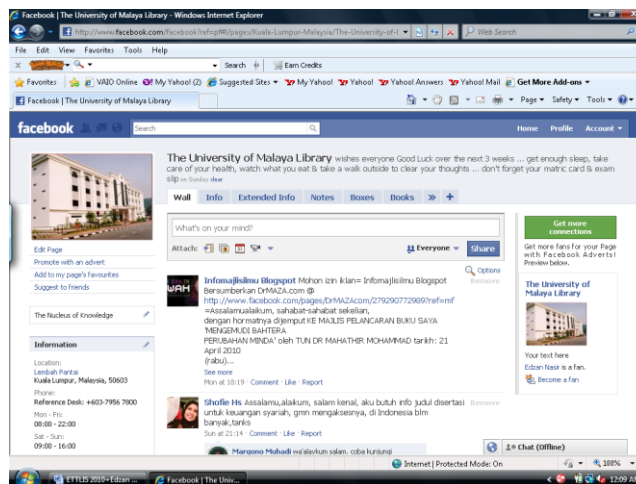 Facebook | The University of Malaya Library - Windows Internet Explorer
http://www.facebook.com/facebook?ref=pf#!/pages/Kuala-Lumpur-Malaysia/The-University-of-l
Web Search
File Edit View Favorites Tools Help
Search
Earn Credits
Favorites
VAIO Online
My Yahoo! (2)
Suggested Sites
My Yahoo!
Yahoo!
Yahoo! Answers
Yahoo! Mail
Get More Add-ons
Facebook | The University of Malaya Library
Page Safety Tools
facebook
Search
Home Profile Account
The University of Malaya Library wishes everyone Good Luck over the next 3 weeks ... get enough sleep, take
care of your health, watch what you eat & take a walk outside to clear your thoughts ... don't forget your matric card & exam
slip on Sunday clear
Wall Info Extended Info Notes Boxes Books » +
What's on your mind?
Attach:
Everyone
Share
Options
Edit Page
Promote with an advert
Add to my page's favourites
Suggest to friends
The Nucleus of Knowledge
Information
Location:
Lembah Pantai
Kuala Lumpur, Malaysia, 50603
Phone:
Reference Desk: +603-7956 7800
Mon - Fri:
08:00 - 22:00
Sat - Sun:
09:00 - 16:00
Infomajlisilmu Blogspot Mohon izin iklan= Infomajlisilmu Blogspot
Remove
Bersumberkan DrMAZA.com @
http://www.facebook.com/pages/DrMAZAcom/279290772989?ref=mf
=Assalamualaikum, sahabat-sahabat sekelian,
dengan hormatnya dijemput KE MAJLIS PELANCARAN BUKU SAYA
'MENGEMUDI BAHTERA
PERUBAHAN MINDA' oleh TUN DR MAHATHIR MOHAMMAD tarikh: 21
April 2010
(rabu)...
See more
Mon at 18:19 · Comment · Like · Report
Shofie Hs Assalamu,alaikum, salam kenal, aku butuh info judul disertasi
Remove
untuk keuangan syariah, gmn mengaksesnya, di Indonesia blm
banyak,tanks
Sun at 21:14 · Comment · Like · Report
Margono Muhadi wa'alaykum salam. coba kunjungi
Get more
connections
Get more fans for your Page
with Facebook Adverts!
Preview below.
The University of
Malaya Library
Your text here
Edzan Nasir is a fan.
Become a fan
Chat (Offline)
Internet | Protected Mode: On
100%
ETTLIS 2010+Edzan ...
Facebook | The Univ...
12:09 AM